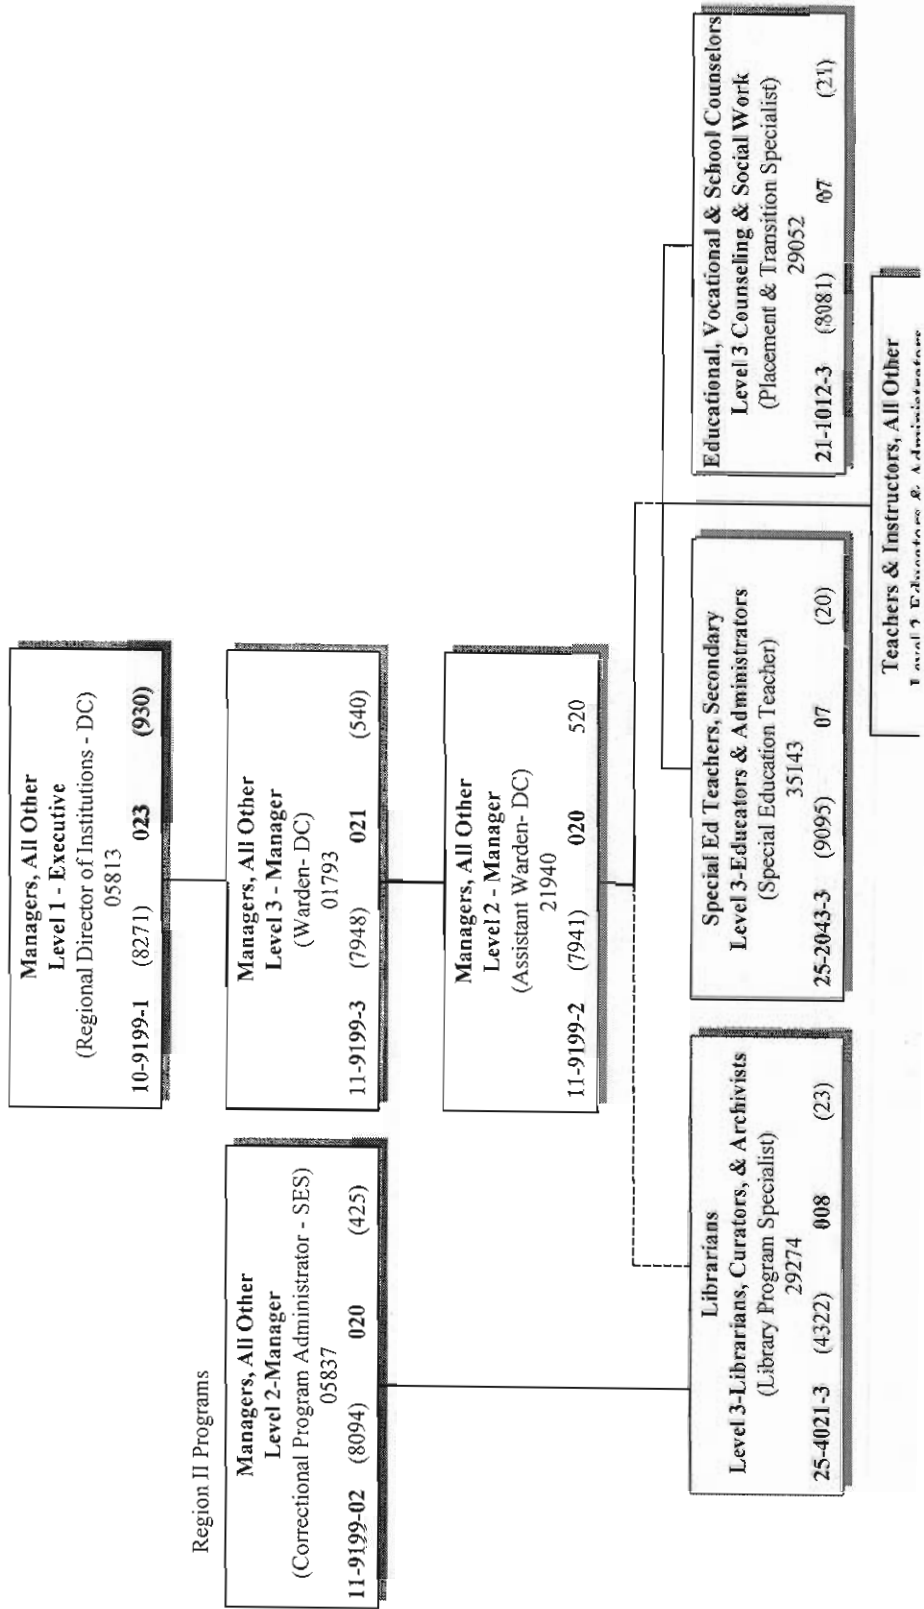 Managers, All Other
Level 1 - Executive
(Regional Director of Institutions - DC)
05813
10-9199-1 (8271) 023 (930)
Region II Programs
Managers, All Other
Level 2-Manager
(Correctional Program Administrator - SES)
05837
11-9199-02 (8094) 020 (425)
Managers, All Other
Level 3 - Manager
(Warden- DC)
01793
11-9199-3 (7948) 021 (540)
Managers, All Other
Level 2 - Manager
(Assistant Warden- DC)
21940
11-9199-2 (7941) 020 520
Librarians
Level 3-Librarians, Curators, & Archivists
(Library Program Specialist)
29274
25-4021-3 (4322) 008 (23)
Special Ed Teachers, Secondary
Level 3-Educators & Administrators
(Special Education Teacher)
35143
25-2043-3 (9095) 07 (20)
Educational, Vocational & School Counselors
Level 3 Counseling & Social Work
(Placement & Transition Specialist)
29052
21-1012-3 (8081) 07 (21)
Teachers & Instructors, All Other